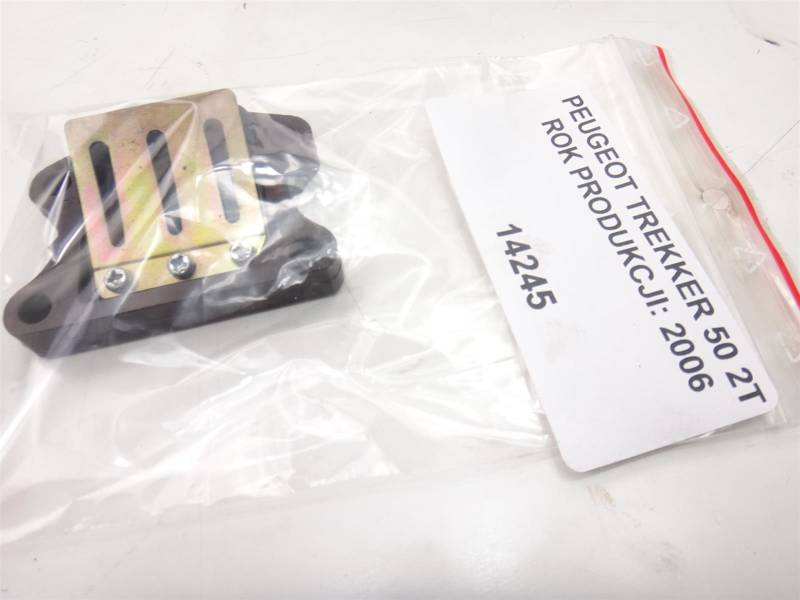 PEUGEOT TREKKER 50 2T
ROK PRODUKCJI: 2006
14245